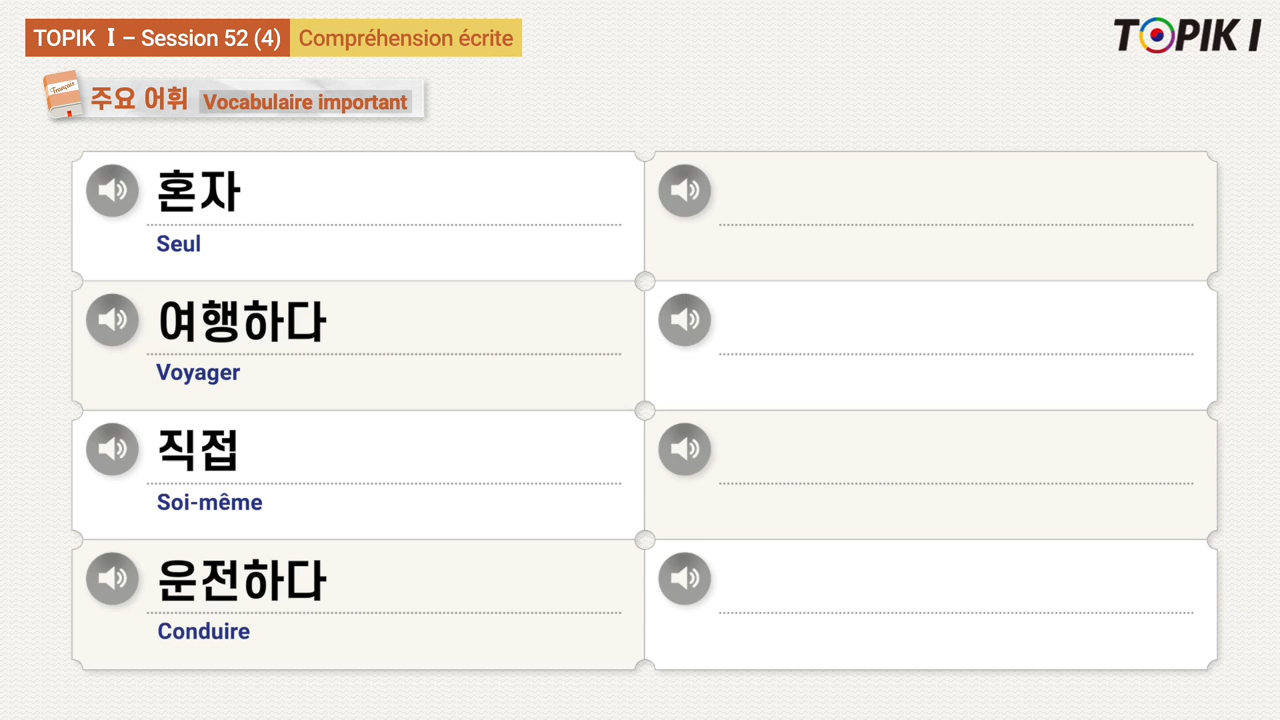 TOPIK Ⅰ – Session 52 (4) Compréhension écrite
TOPIK I
Français
주요 어휘 Vocabulaire important
혼자
Seul
여행하다
Voyager
직접
Soi-même
운전하다
Conduire